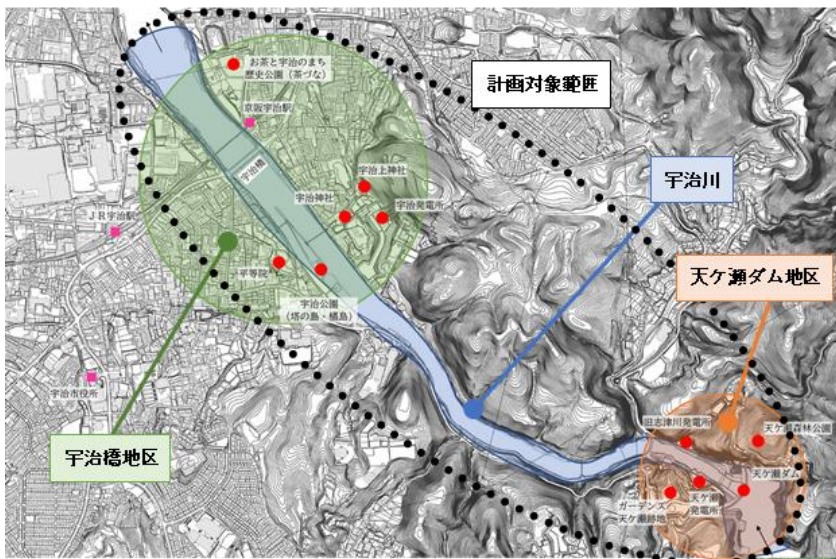 お茶と宇治のまち
歴史公園（茶づな）
計画対象範囲
京阪宇治駅
宇治橋
宇治上神社
宇治川
宇治神社
宇治発電所
ＪＲ宇治駅
平等院
天ケ瀬ダム地区
宇治公園
（塔の島・橘島）
宇治市役所
旧志津川発電所
天ケ瀬森林公園
宇治橋地区
天ケ瀬ダム
ガーデンズ
天ケ瀬跡地
天ケ瀬
発電所